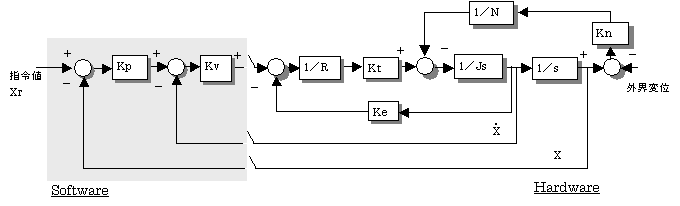 1／N
Kn
指令値
Xr
+
−
Kp
+
−
Kv
+
−
1／R
Kt
+
−
1／Js
1／s
+
−
外界変位
Ke
Ẋ
X
Software
Hardware